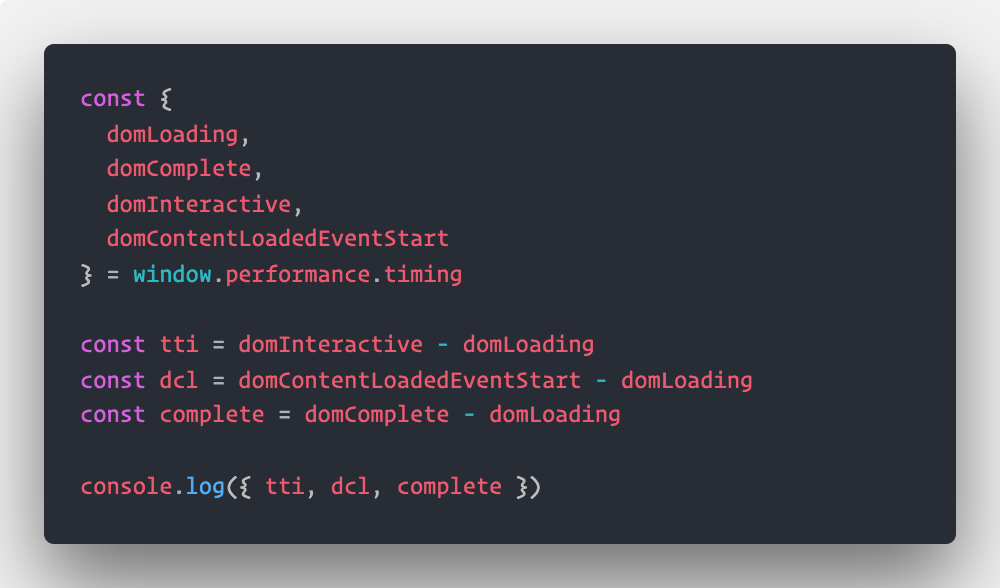 const {
  domLoading,
  domComplete,
  domInteractive,
  domContentLoadedEventStart
} = window.performance.timing

const tti = domInteractive - domLoading
const dcl = domContentLoadedEventStart - domLoading
const complete = domComplete - domLoading

console.log({ tti, dcl, complete })